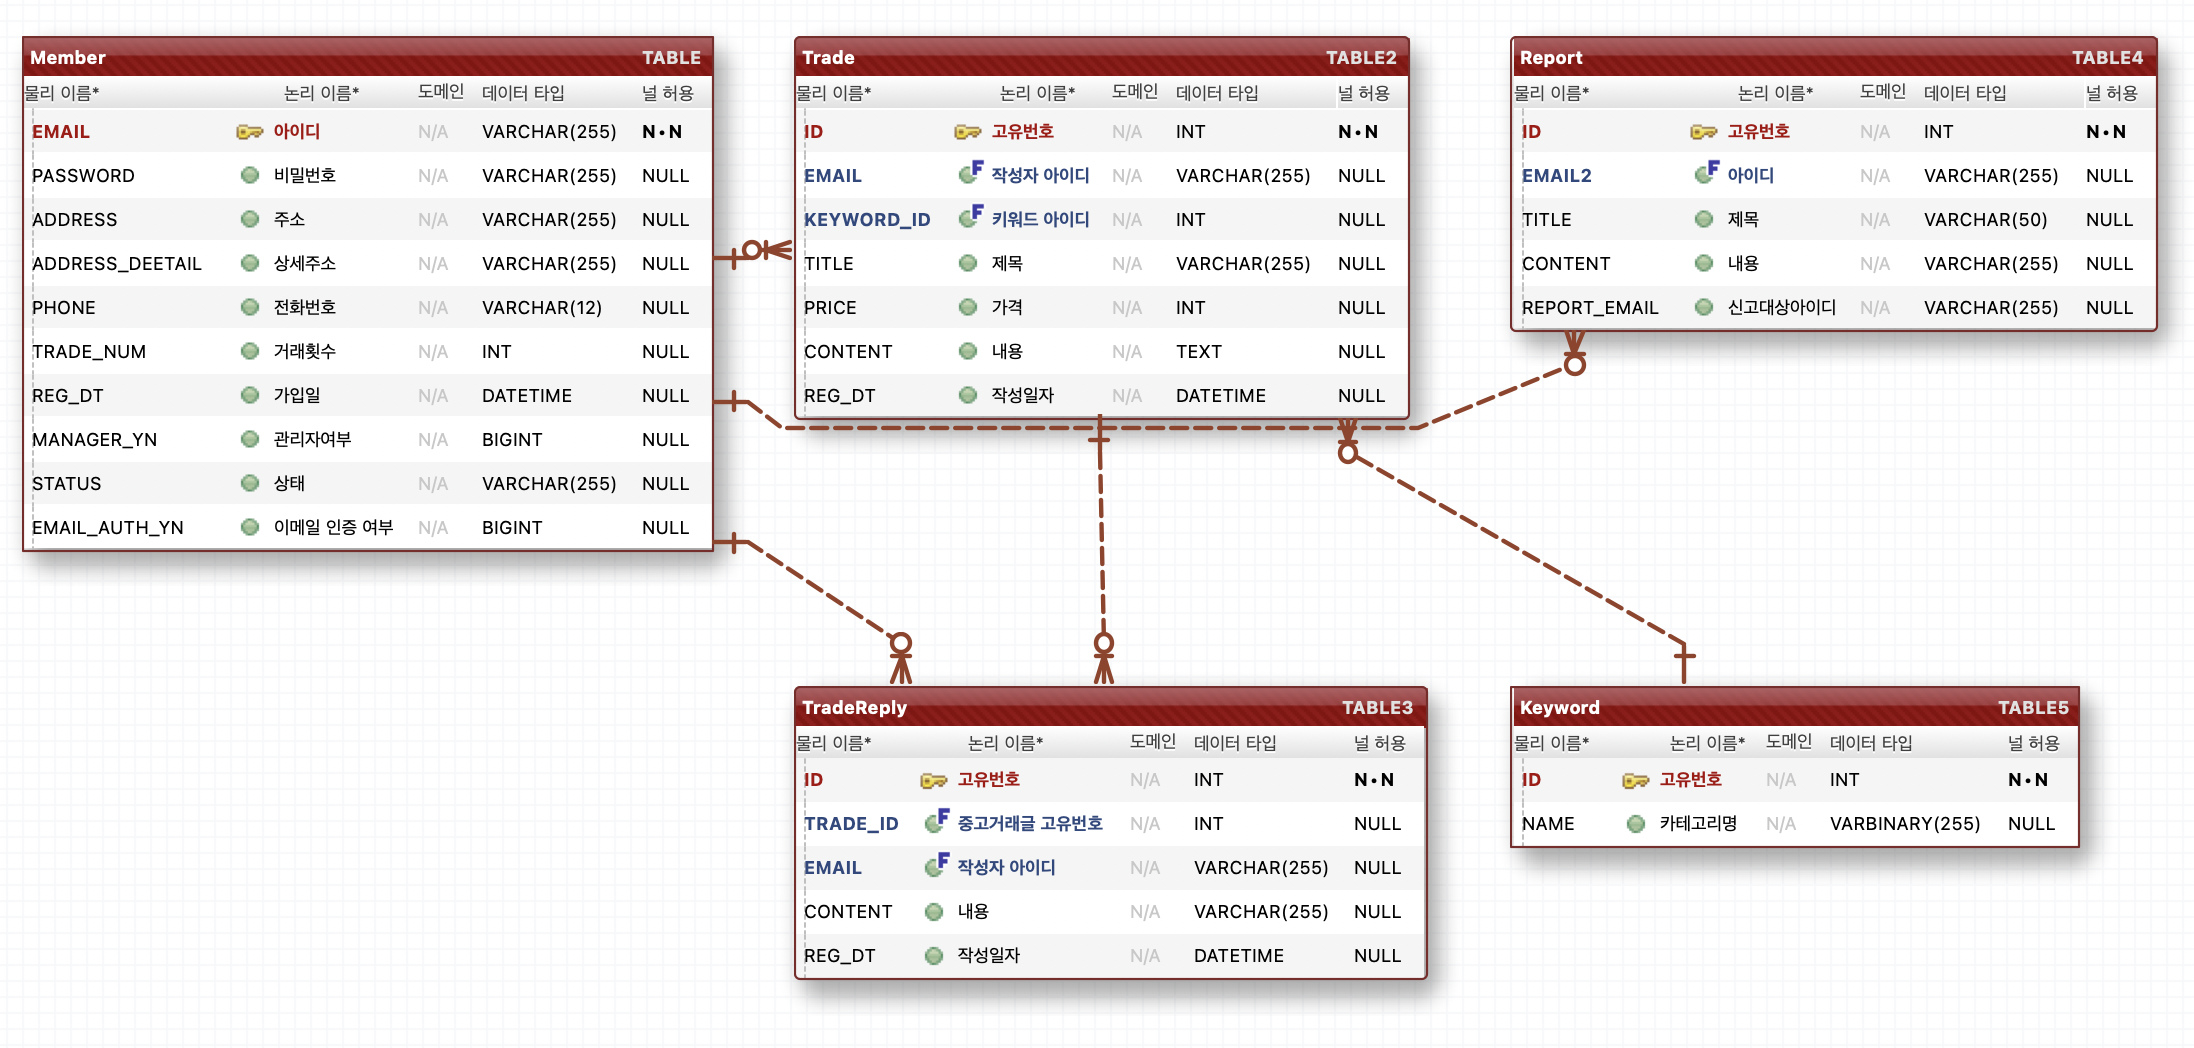 Member TABLE
물리 이름* 논리 이름* 도메인 데이터 타입 널 허용
EMAIL 아이디 N/A VARCHAR(255) N•N
PASSWORD 비밀번호 N/A VARCHAR(255) NULL
ADDRESS 주소 N/A VARCHAR(255) NULL
ADDRESS_DEETAIL 상세주소 N/A VARCHAR(255) NULL
PHONE 전화번호 N/A VARCHAR(12) NULL
TRADE_NUM 거래횟수 N/A INT NULL
REG_DT 가입일 N/A DATETIME NULL
MANAGER_YN 관리자여부 N/A BIGINT NULL
STATUS 상태 N/A VARCHAR(255) NULL
EMAIL_AUTH_YN 이메일 인증 여부 N/A BIGINT NULL
Trade TABLE2
물리 이름* 논리 이름* 도메인 데이터 타입 널 허용
ID 고유번호 N/A INT N•N
EMAIL F 작성자 아이디 N/A VARCHAR(255) NULL
KEYWORD_ID F 키워드 아이디 N/A INT NULL
TITLE 제목 N/A VARCHAR(255) NULL
PRICE 가격 N/A INT NULL
CONTENT 내용 N/A TEXT NULL
REG_DT 작성일자 N/A DATETIME NULL
Report TABLE4
물리 이름* 논리 이름* 도메인 데이터 타입 널 허용
ID 고유번호 N/A INT N•N
EMAIL2 F 아이디 N/A VARCHAR(255) NULL
TITLE 제목 N/A VARCHAR(50) NULL
CONTENT 내용 N/A VARCHAR(255) NULL
REPORT_EMAIL 신고대상아이디 N/A VARCHAR(255) NULL
TradeReply TABLE3
물리 이름* 논리 이름* 도메인 데이터 타입 널 허용
ID 고유번호 N/A INT N•N
TRADE_ID F 중고거래글 고유번호 N/A INT NULL
EMAIL F 작성자 아이디 N/A VARCHAR(255) NULL
CONTENT 내용 N/A VARCHAR(255) NULL
REG_DT 작성일자 N/A DATETIME NULL
Keyword TABLE5
물리 이름* 논리 이름* 도메인 데이터 타입 널 허용
ID 고유번호 N/A INT N•N
NAME 카테고리명 N/A VARBINARY(255) NULL